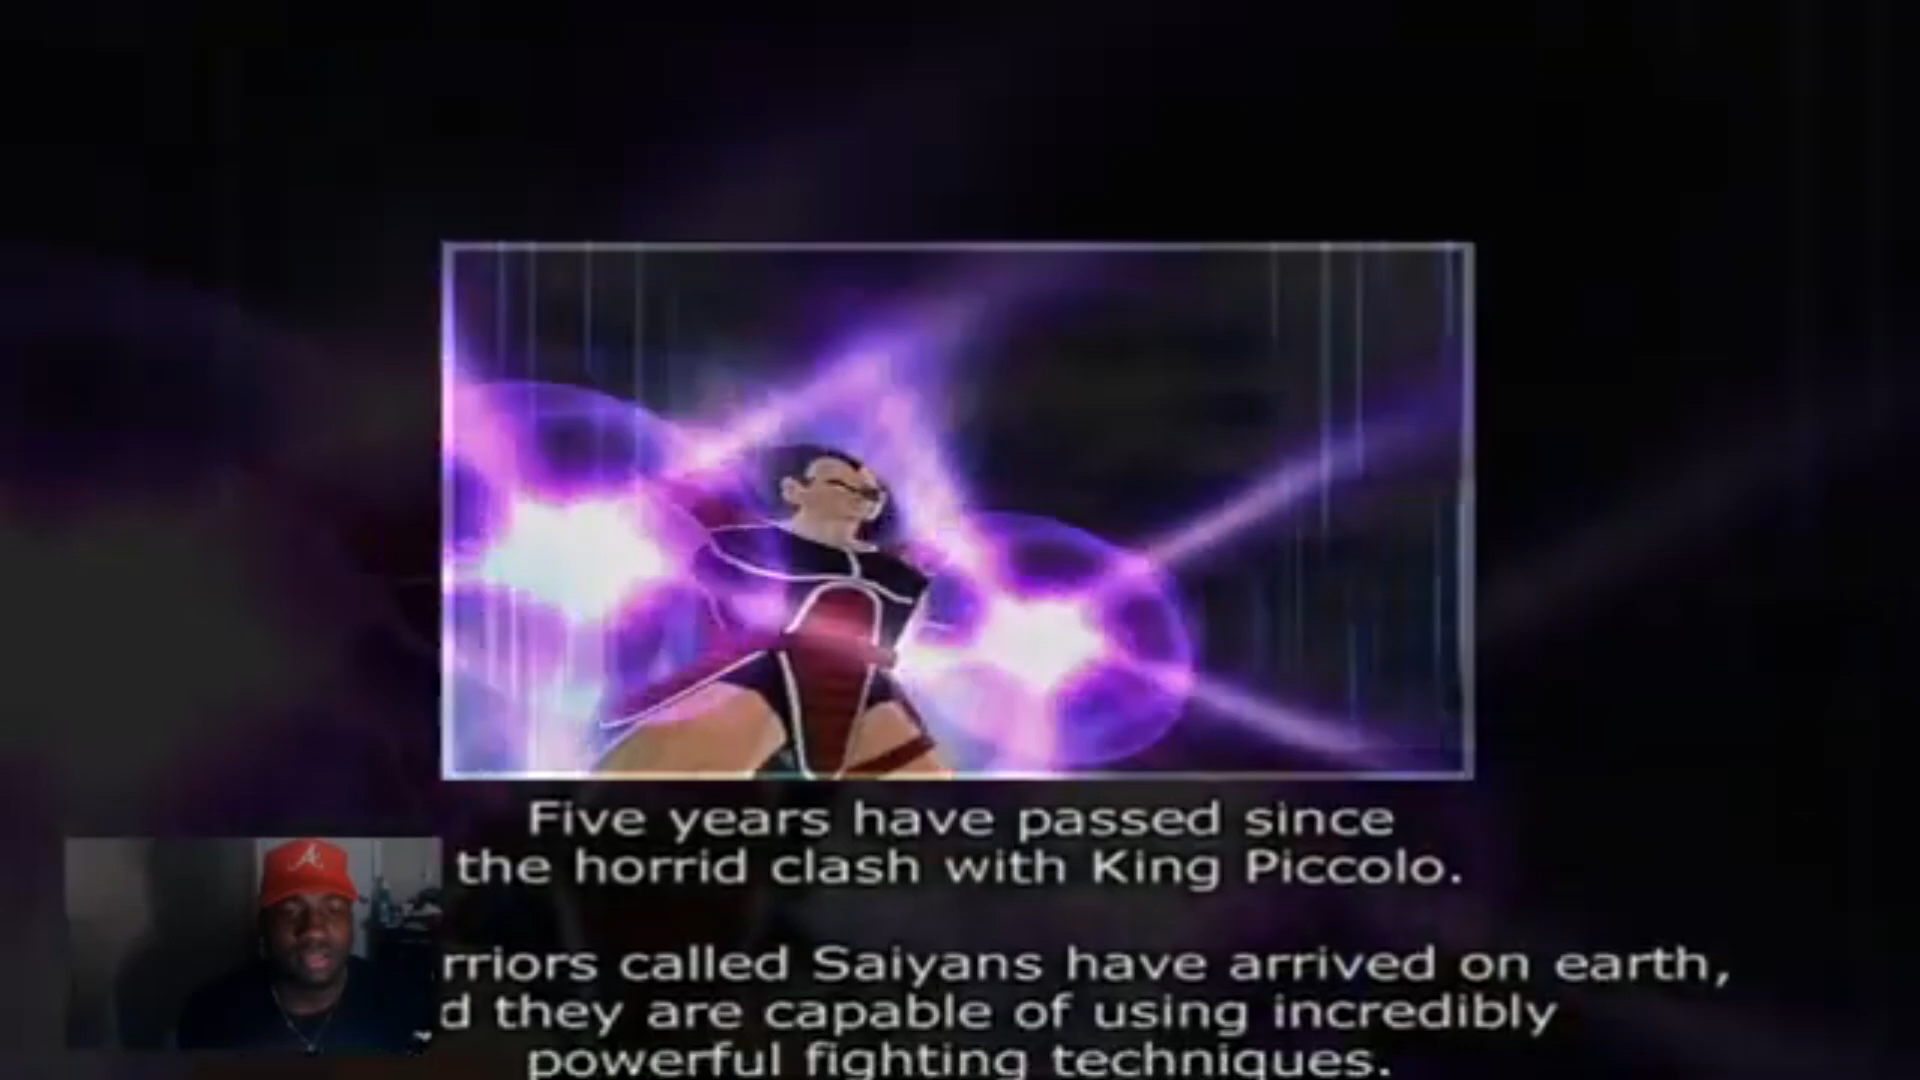 Five years have passed since
the horrid clash with King Piccolo.
rriors called Saiyans have arrived on earth,
d they are capable of using incredibly
powerful fighting techniques.
A